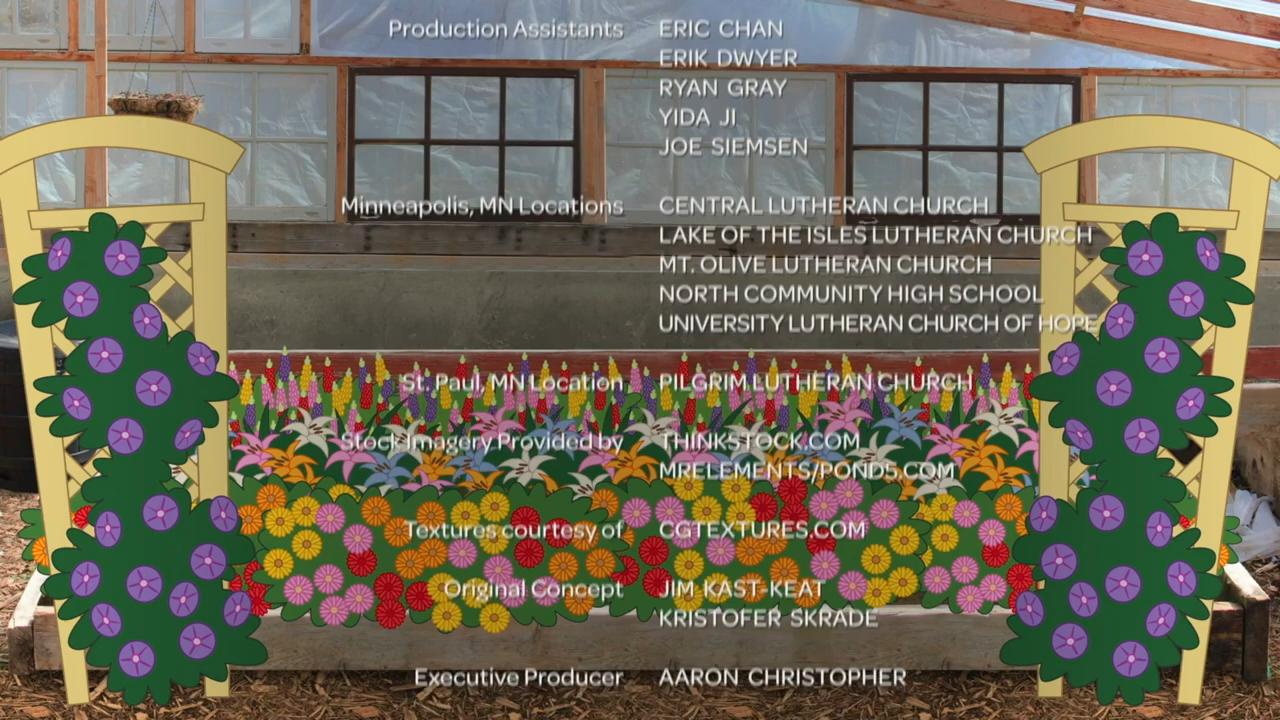 Production Assistants ERIC CHAN
ERIK DWYER
RYAN GRAY
YIDA JI
JOE SIEMSEN
Minneapolis, MN Locations CENTRAL LUTHERAN CHURCH
LAKE OF THE ISLES LUTHERAN CHURCH
MT. OLIVE LUTHERAN CHURCH
NORTH COMMUNITY HIGH SCHOOL
UNIVERSITY LUTHERAN CHURCH OF HOPE
St. Paul, MN Location PILGRIM LUTHERAN CHURCH
Stock Imagery Provided by THINKSTOCK.COM
MRELEMENTS/POND5.COM
Textures courtesy of CGTEXTURES.COM
Original Concept JIM KAST-KEAT
KRISTOFER SKRADE
Executive Producer AARON CHRISTOPHER